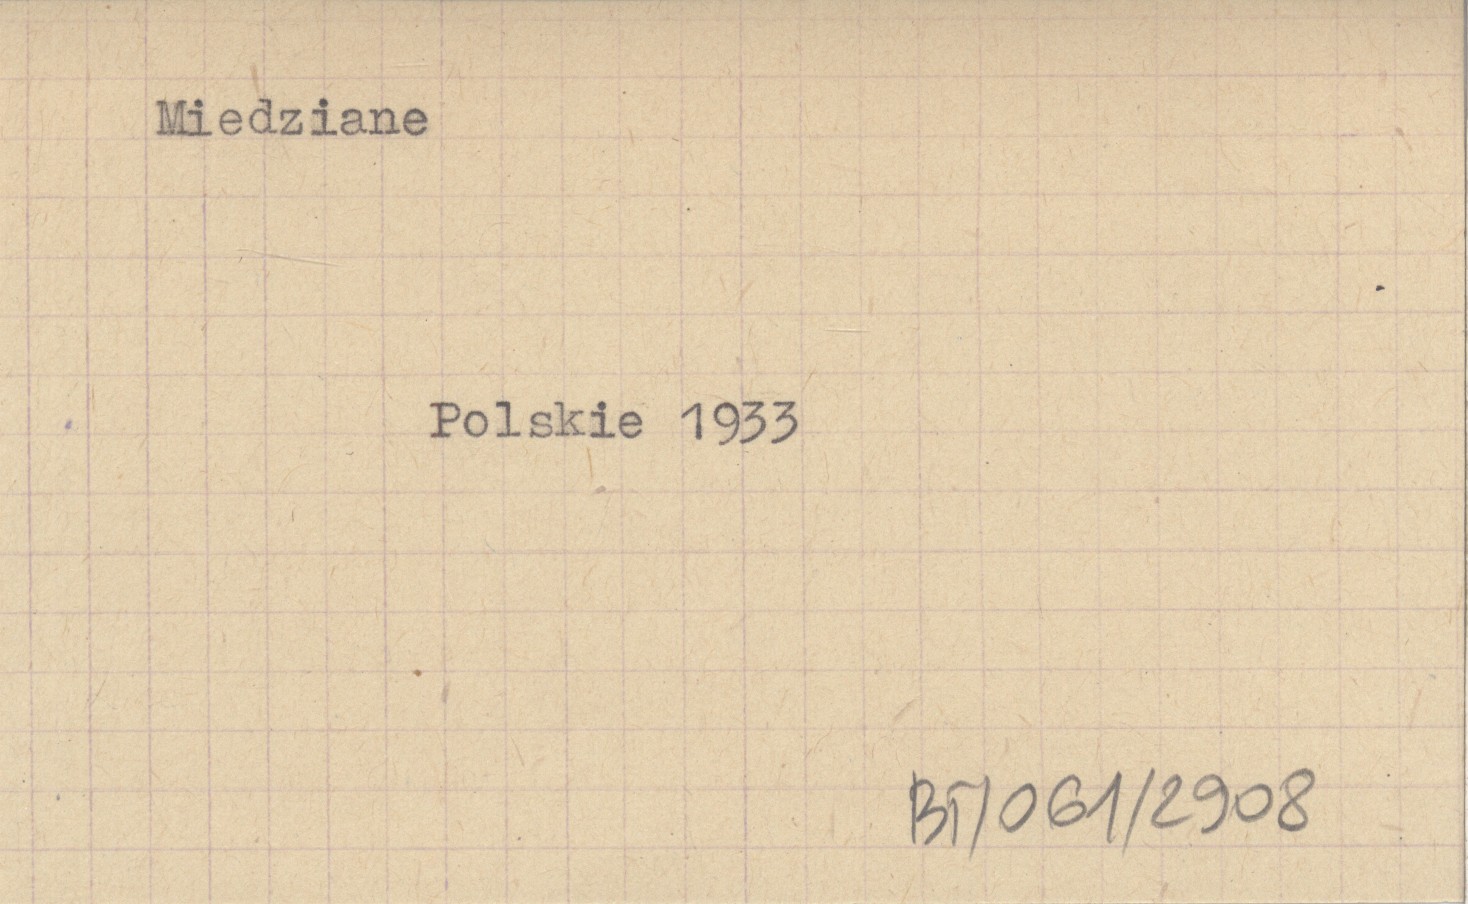 Miedziane
Polskie 1933
BT/061/2908